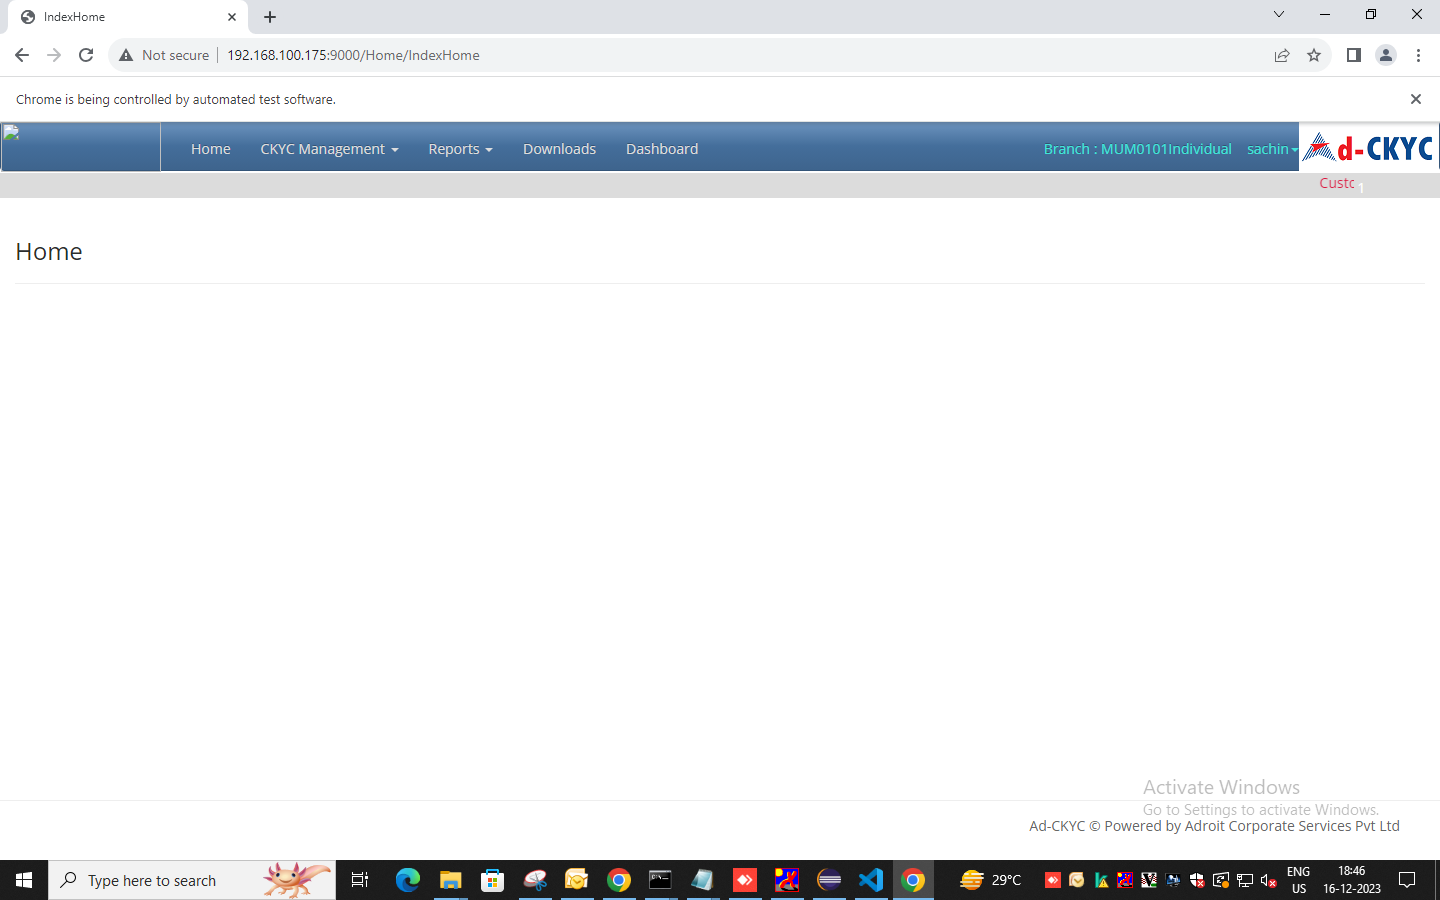 IndexHome
Not secure
192.168.100.175:9000/Home/IndexHome
Chrome is being controlled by automated test software.
Home CKYC Management Reports Downloads Dashboard Branch : MUM0101Individual sachin d-CKYC
Custo 1
Home
Activate Windows
Go to Settings to activate Windows.
Ad-CKYC © Powered by Adroit Corporate Services Pvt Ltd
Type here to search
29°C
ENG
US
18:46
16-12-2023